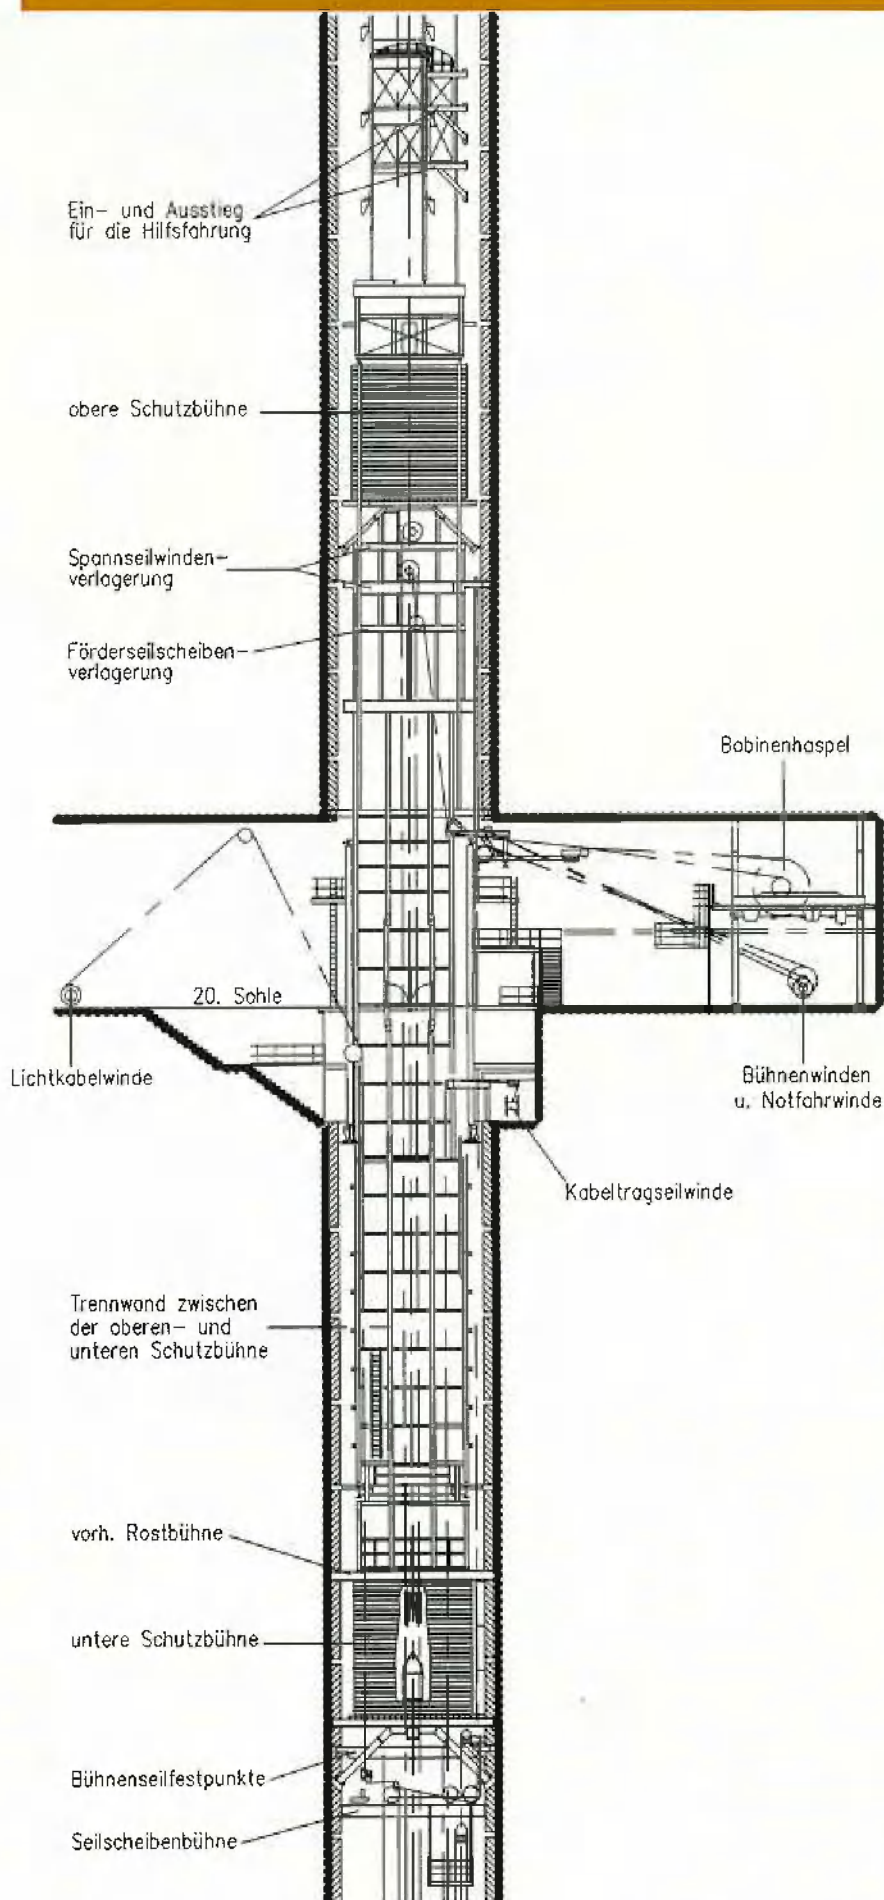 Ein- und Ausstieg
für die Hilfsfahrung
obere Schutzbühne
Spannseilwinden-
verlagerung
Förderseilscheiben-
verlagerung
Bobinenhaspel
20. Sohle
Lichtkabelwinde
Bühnenwinden
u. Notfahrwinde
Kabeltragseilwinde
Trennwand zwischen
der oberen- und
unteren Schutzbühne
vorh. Rostbühne
untere Schutzbühne
Bühnenseilfestpunkte
Seilscheibenbühne